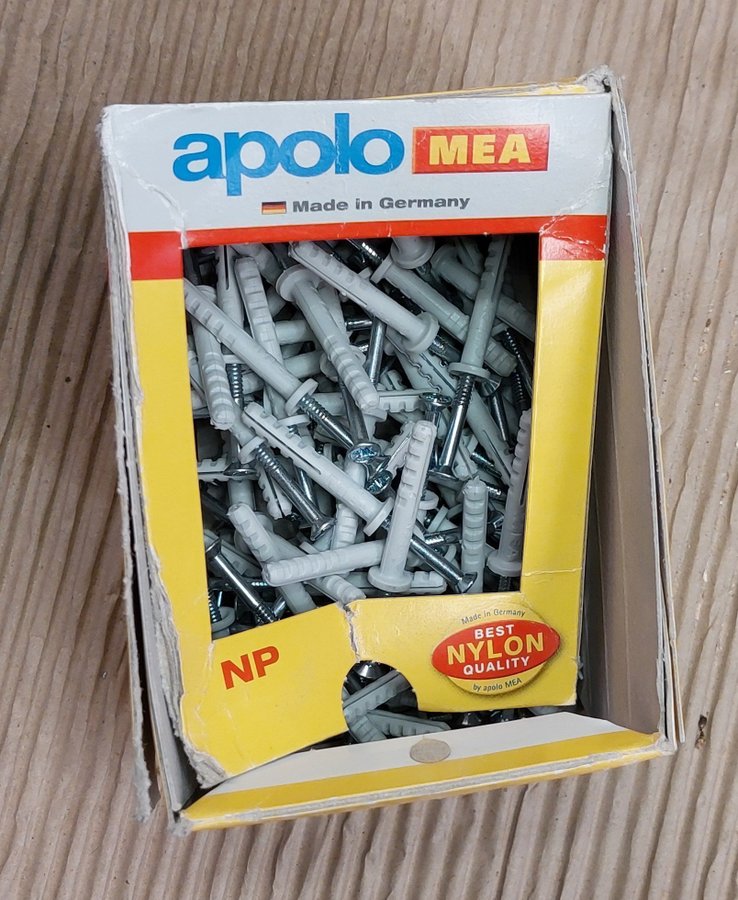 apolo MEA
Made in Germany
NP
Made in Germany
BEST
NYLON
QUALITY
by apolo MEA